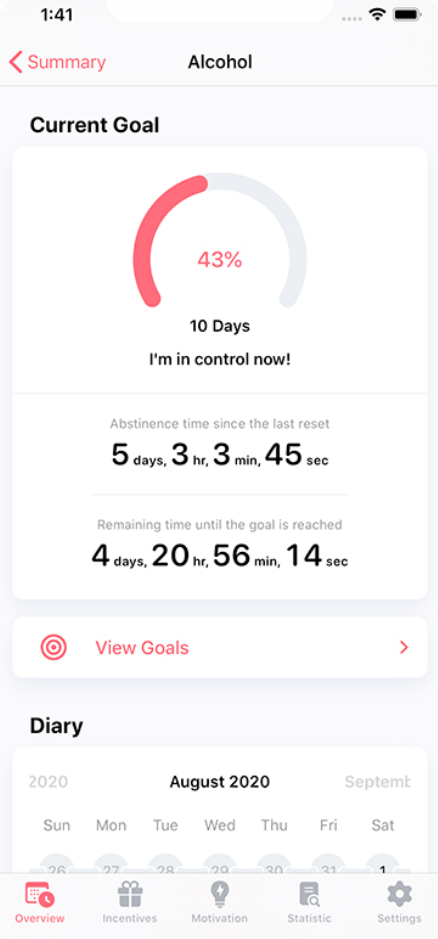 1:41
Summary
Alcohol
Current Goal
43%
10 Days
I'm in control now!
Abstinence time since the last reset
5 days, 3 hr, 3 min, 45 sec
Remaining time until the goal is reached
4 days, 20 hr, 56 min, 14 sec
View Goals
Diary
2020 August 2020 Septemb
Sun Mon Tue Wed Thu Fri Sat
26 27 28 29 30 31 1
Overview Incentives Motivation Statistic Settings